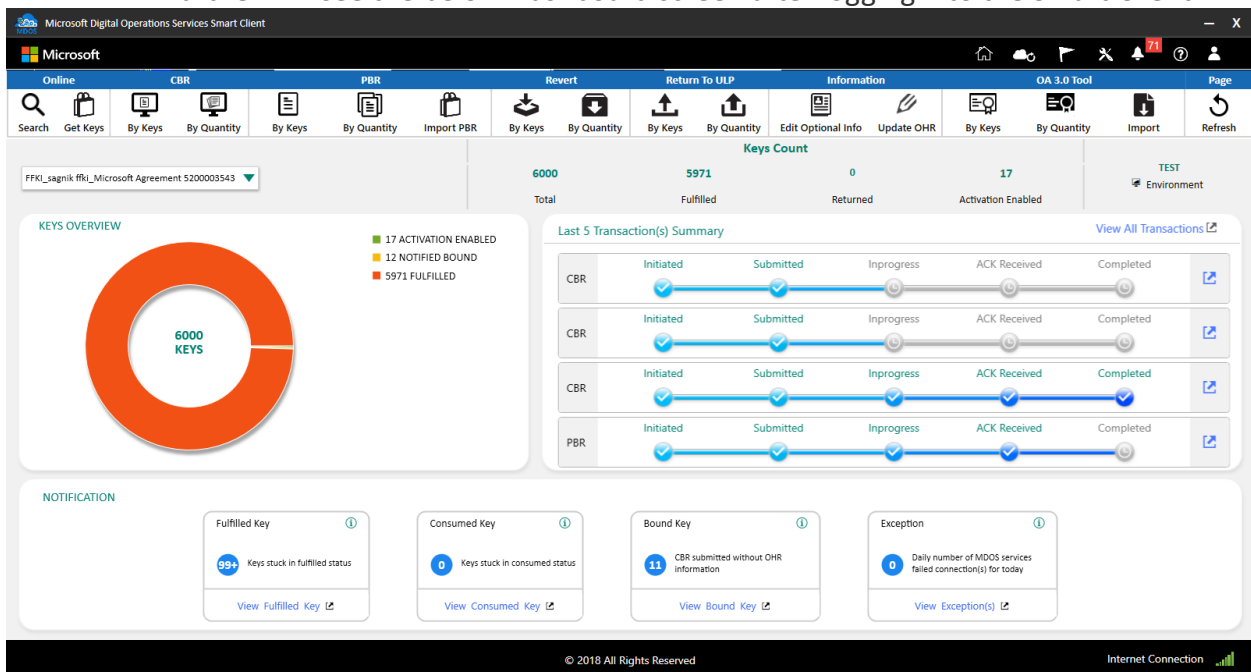 MDOS
Microsoft Digital Operations Services Smart Client
X
Microsoft
71
Online CBR PBR Revert Return To ULP Information OA 3.0 Tool Page
Search Get Keys By Keys By Quantity By Keys By Quantity Import PBR By Keys By Quantity By Keys By Quantity Edit Optional Info Update OHR By Keys By Quantity Import Refresh
Keys Count
FFKI_sagnik ffki_Microsoft Agreement 5200003543
6000 5971 0 17
Total Fulfilled Returned Activation Enabled
TEST
Environment
KEYS OVERVIEW
17 ACTIVATION ENABLED
12 NOTIFIED BOUND
5971 FULFILLED
6000
KEYS
Last 5 Transaction(s) Summary View All Transactions
CBR Initiated Submitted Inprogress ACK Received Completed
CBR Initiated Submitted Inprogress ACK Received Completed
CBR Initiated Submitted Inprogress ACK Received Completed
PBR Initiated Submitted Inprogress ACK Received Completed
NOTIFICATION
Fulfilled Key
99+ Keys stuck in fulfilled status
View Fulfilled Key
Consumed Key
0 Keys stuck in consumed status
View Consumed Key
Bound Key
11 CBR submitted without OHR
information
View Bound Key
Exception
0 Daily number of MDOS services
failed connection(s) for today
View Exception(s)
© 2018 All Rights Reserved
Internet Connection